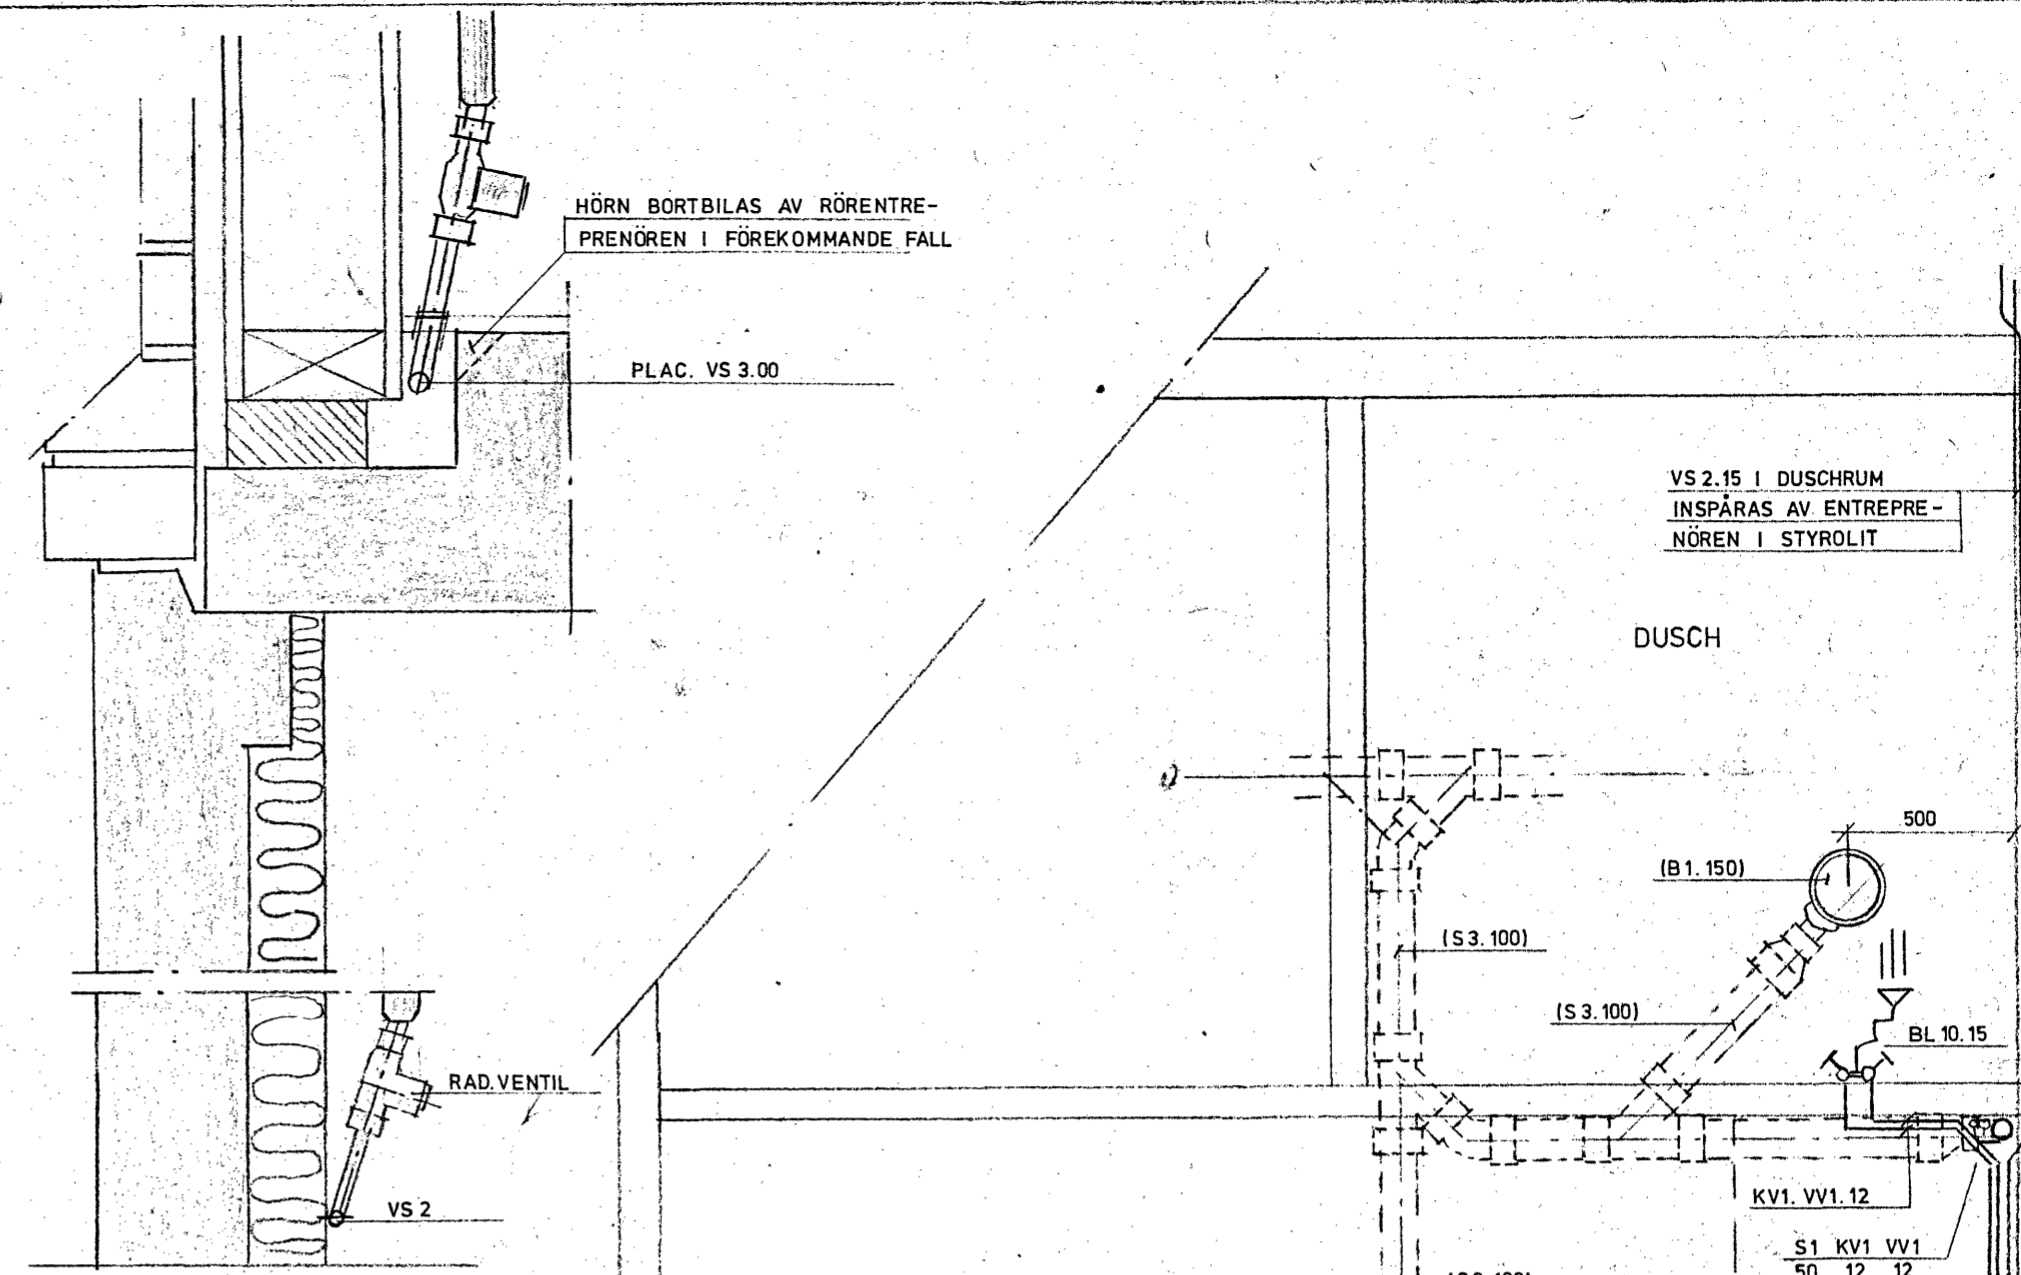 HÖRN BORTBILAS AV RÖRENTRE-
PRENÖREN I FÖREKOMMANDE FALL
PLAC. VS 3.00
VS 2.15 I DUSCHRUM
INSPÅRAS AV ENTREPRE-
NÖREN I STYROLIT
DUSCH
500
(B1.150)
(S3.100)
(S3.100)
BL 10.15
RAD.VENTIL
VS 2
KV1. VV1.12
S1 KV1 VV1
50 12 12